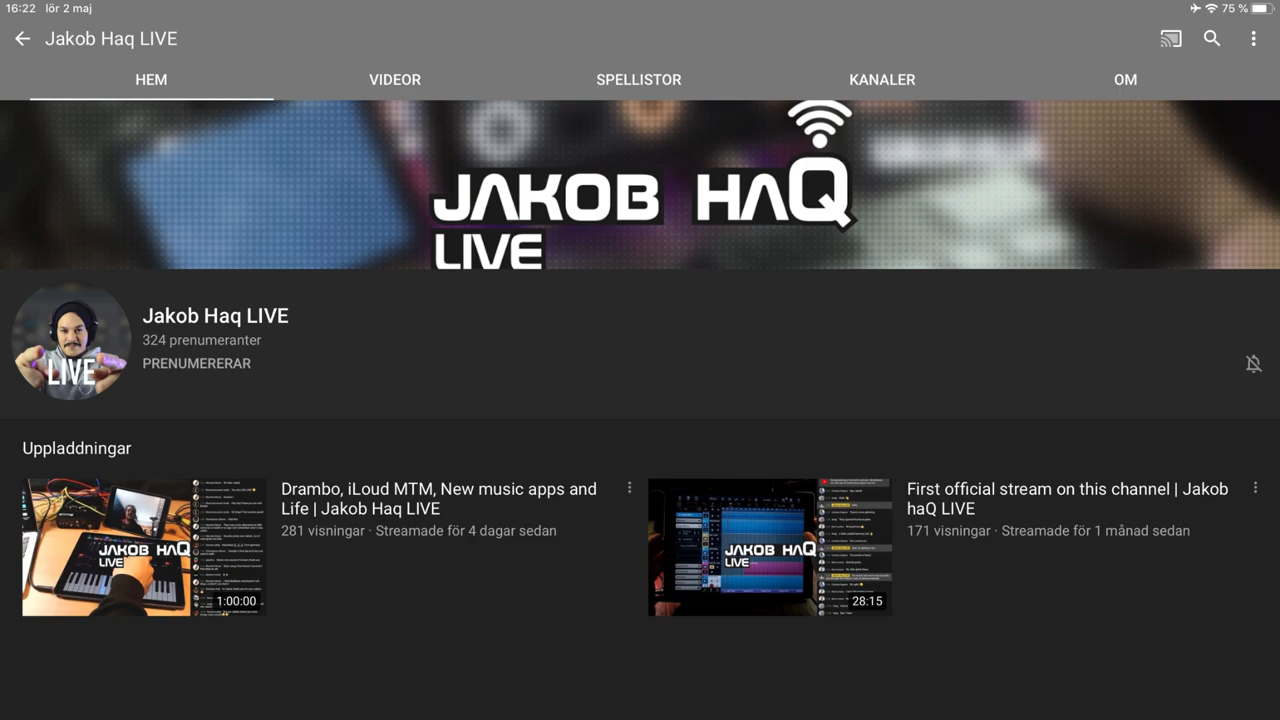 16:22 lör 2 maj 75 %
Jakob Haq LIVE
HEM VIDEOR SPELLISTOR KANALER OM
JAKOB HAQ
LIVE
Jakob Haq LIVE
324 prenumeranter
PRENUMERERAR
LIVE
Uppladdningar
Drambo, iLoud MTM, New music apps and
Life | Jakob Haq LIVE
281 visningar · Streamade för 4 dagar sedan
JAKOB HAQ
LIVE
1:00:00
First official stream on this channel | Jakob
haQ LIVE
171 visningar · Streamade för 1 månad sedan
JAKOB HAQ
LIVE
28:15